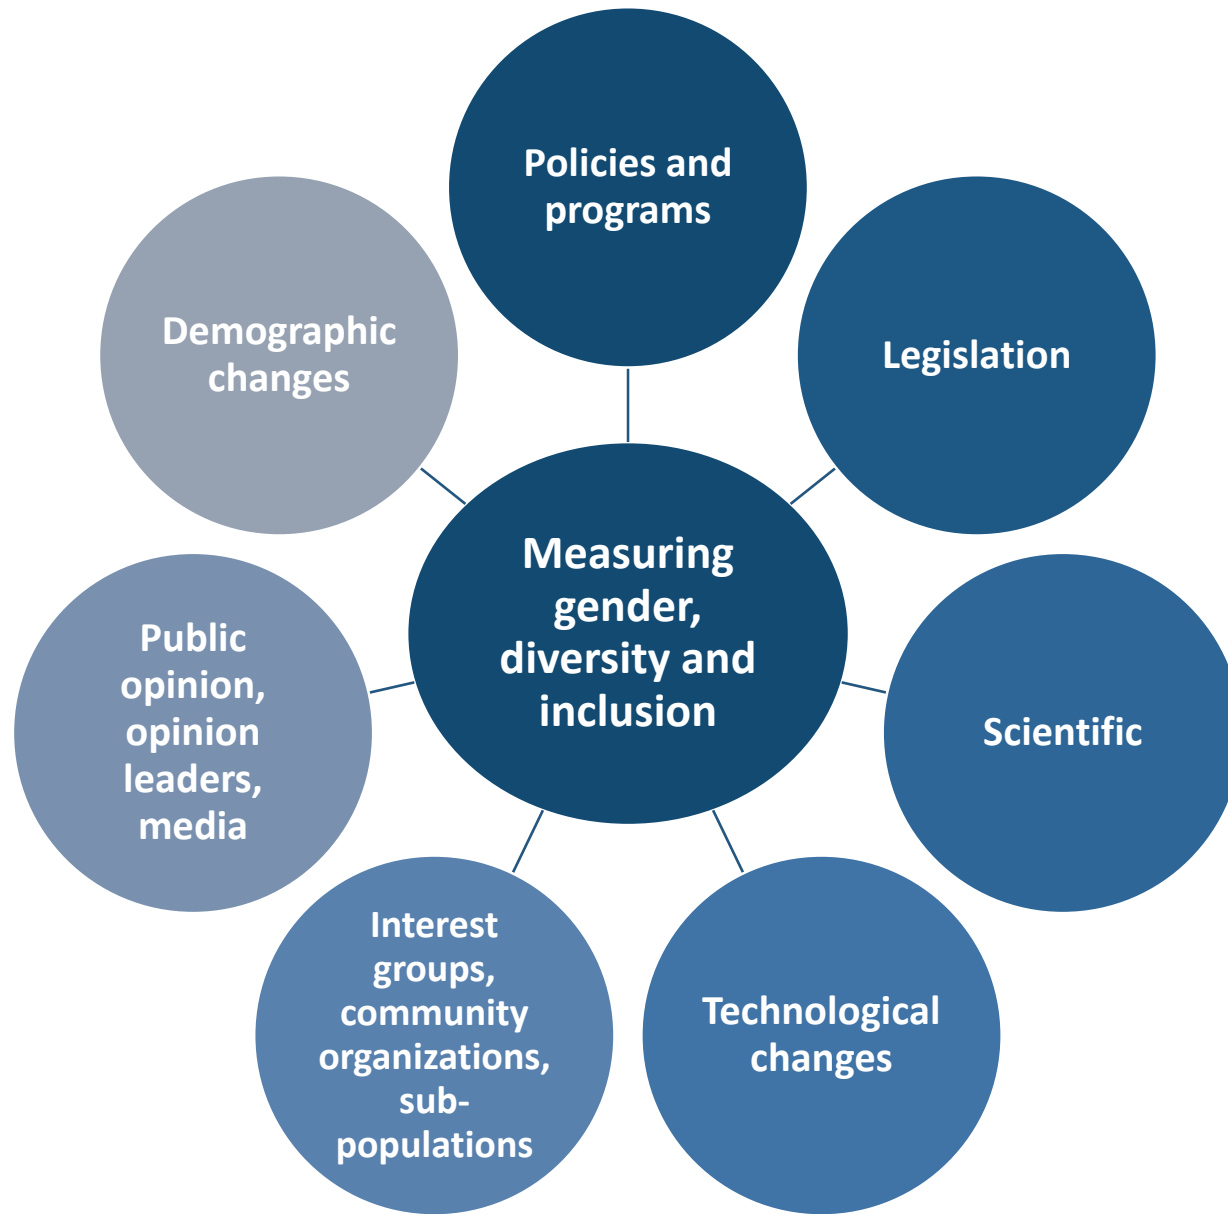 Policies and
programs
Legislation
Scientific
Technological
changes
Interest
groups,
community
organizations,
sub-
populations
Public
opinion,
opinion
leaders,
media
Demographic
changes
Measuring
gender,
diversity and
inclusion